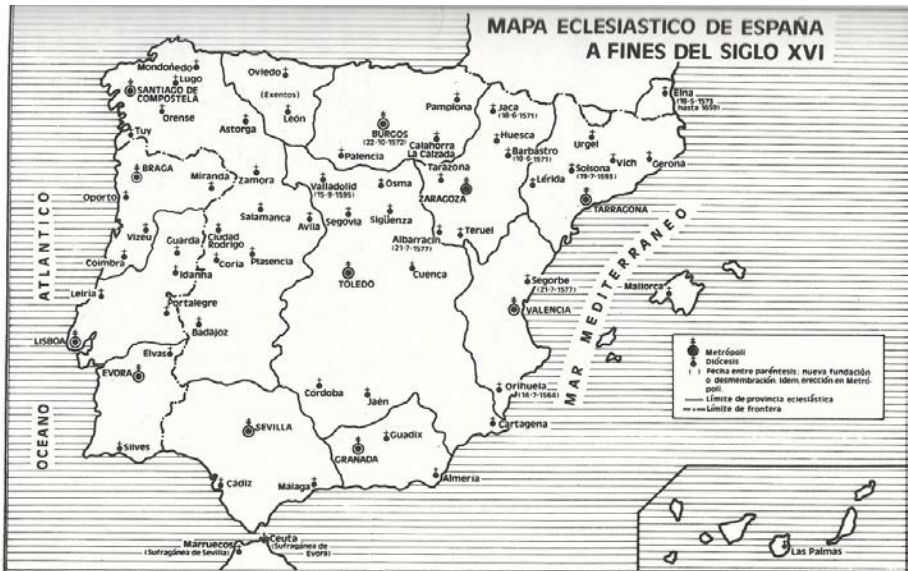 MAPA ECLESIASTICO DE ESPAÑA
A FINES DEL SIGLO XVI
Mondoñedo
Lugo
SANTIAGO DE
COMPOSTELA
Orense
Tuy
Oviedo
(Exentos)
León
Astorga
Pamplona
BURGOS
(22-10-1572)
Calahorra
La Calzada
Palencia
Jaca
(18-6-1571)
Huesca
Barbastro
(18-6-1571)
Tarazona
ZARAGOZA
Elna
(18-5-1573
hasta 1659)
Urgel
Vich
Gerona
Solsona
(19-7-1593)
Lérida
TARRAGONA
BRAGA
Miranda
Zamora
Oporto
Valladolid
(15-9-1595)
Osma
Salamanca
Avila
Segovia
Sigüenza
Albarracín
(21-7-1577)
Teruel
Vizeu
Guarda
Ciudad
Rodrigo
Coria
Plasencia
Coimbra
Idanha
TOLEDO
Cuenca
Segorbe
(21-7-1577)
VALENCIA
Mallorca
Leiria
Portalegre
Badajoz
LISBOA
Elvas
EVORA
Cordoba
Jaén
Orihuela
(14-7-1564)
Cartagena
Silves
SEVILLA
Guadix
GRANADA
Almería
Cádiz
Málaga
Marruecos
(Sufragánea de Sevilla)
Ceuta
(Sufragánea de
Evora)
Las Palmas
OCEANO ATLANTICO
MAR MEDITERRANEO
Metrópoli
Diócesis
( ) Fecha entre paréntesis: nueva fundación
o desmembración. Idem, erección en Metró-
poli.
Límite de provincia eclesiástica
Límite de frontera